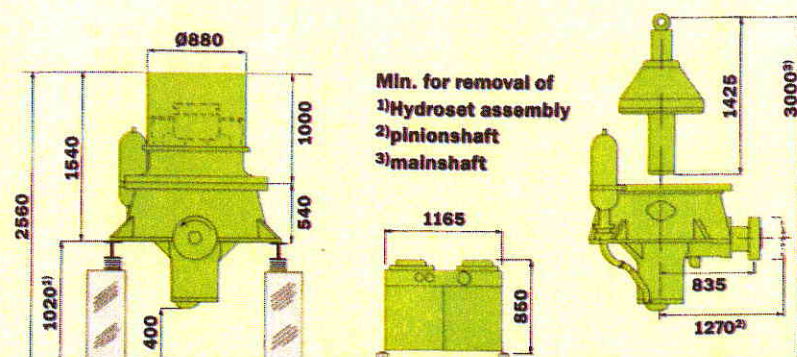 Ø880
2560
1540
1000
540
1020¹⁾
400
Min. for removal of
¹⁾Hydroset assembly
²⁾pinionshaft
³⁾mainshaft
1165
850
1425
3000³⁾
835
1270²⁾